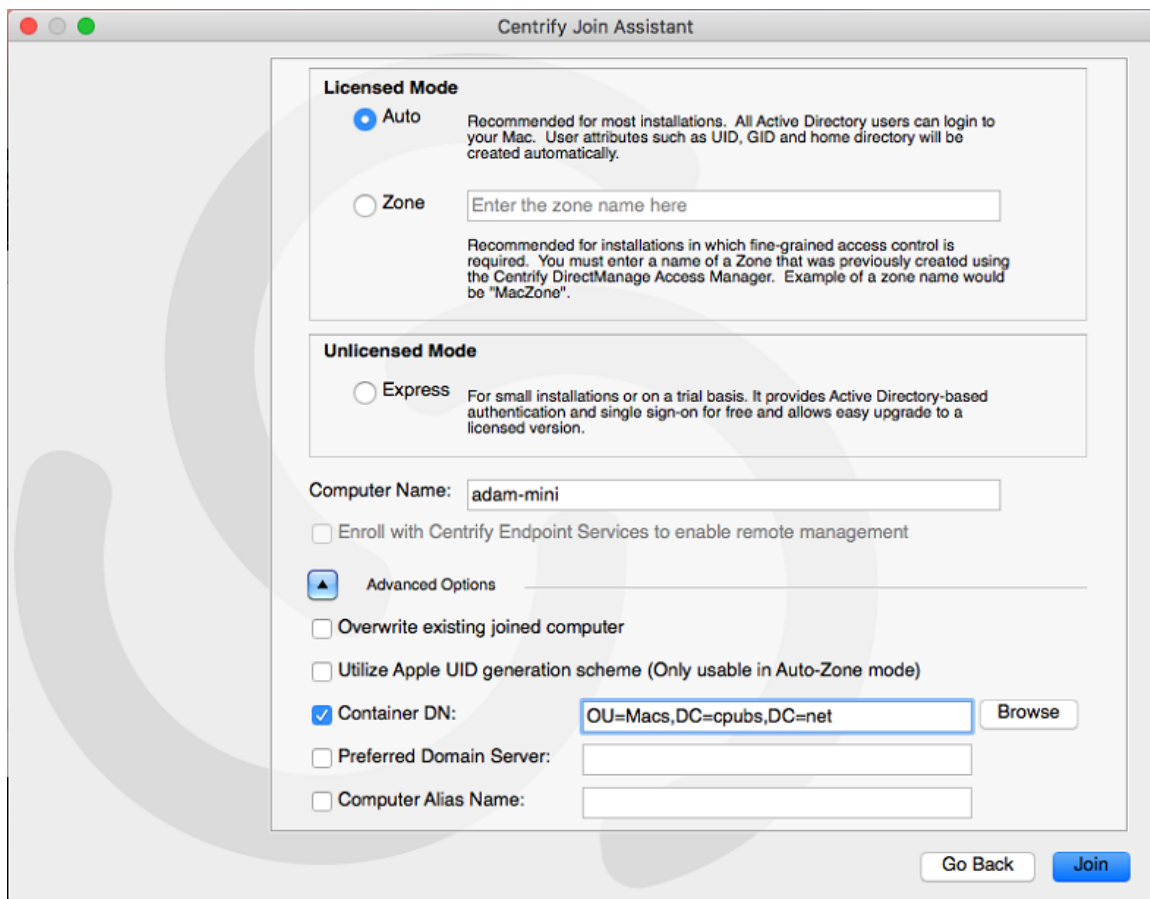 Centrify Join Assistant
Licensed Mode
Auto
Recommended for most installations. All Active Directory users can login to
your Mac. User attributes such as UID, GID and home directory will be
created automatically.
Zone
Enter the zone name here
Recommended for installations in which fine-grained access control is
required. You must enter a name of a Zone that was previously created using
the Centrify DirectManage Access Manager. Example of a zone name would
be "MacZone".
Unlicensed Mode
Express
For small installations or on a trial basis. It provides Active Directory-based
authentication and single sign-on for free and allows easy upgrade to a
licensed version.
Computer Name: adam-mini
Enroll with Centrify Endpoint Services to enable remote management
Advanced Options
Overwrite existing joined computer
Utilize Apple UID generation scheme (Only usable in Auto-Zone mode)
Container DN: OU=Macs,DC=cpubs,DC=net Browse
Preferred Domain Server:
Computer Alias Name:
Go Back Join